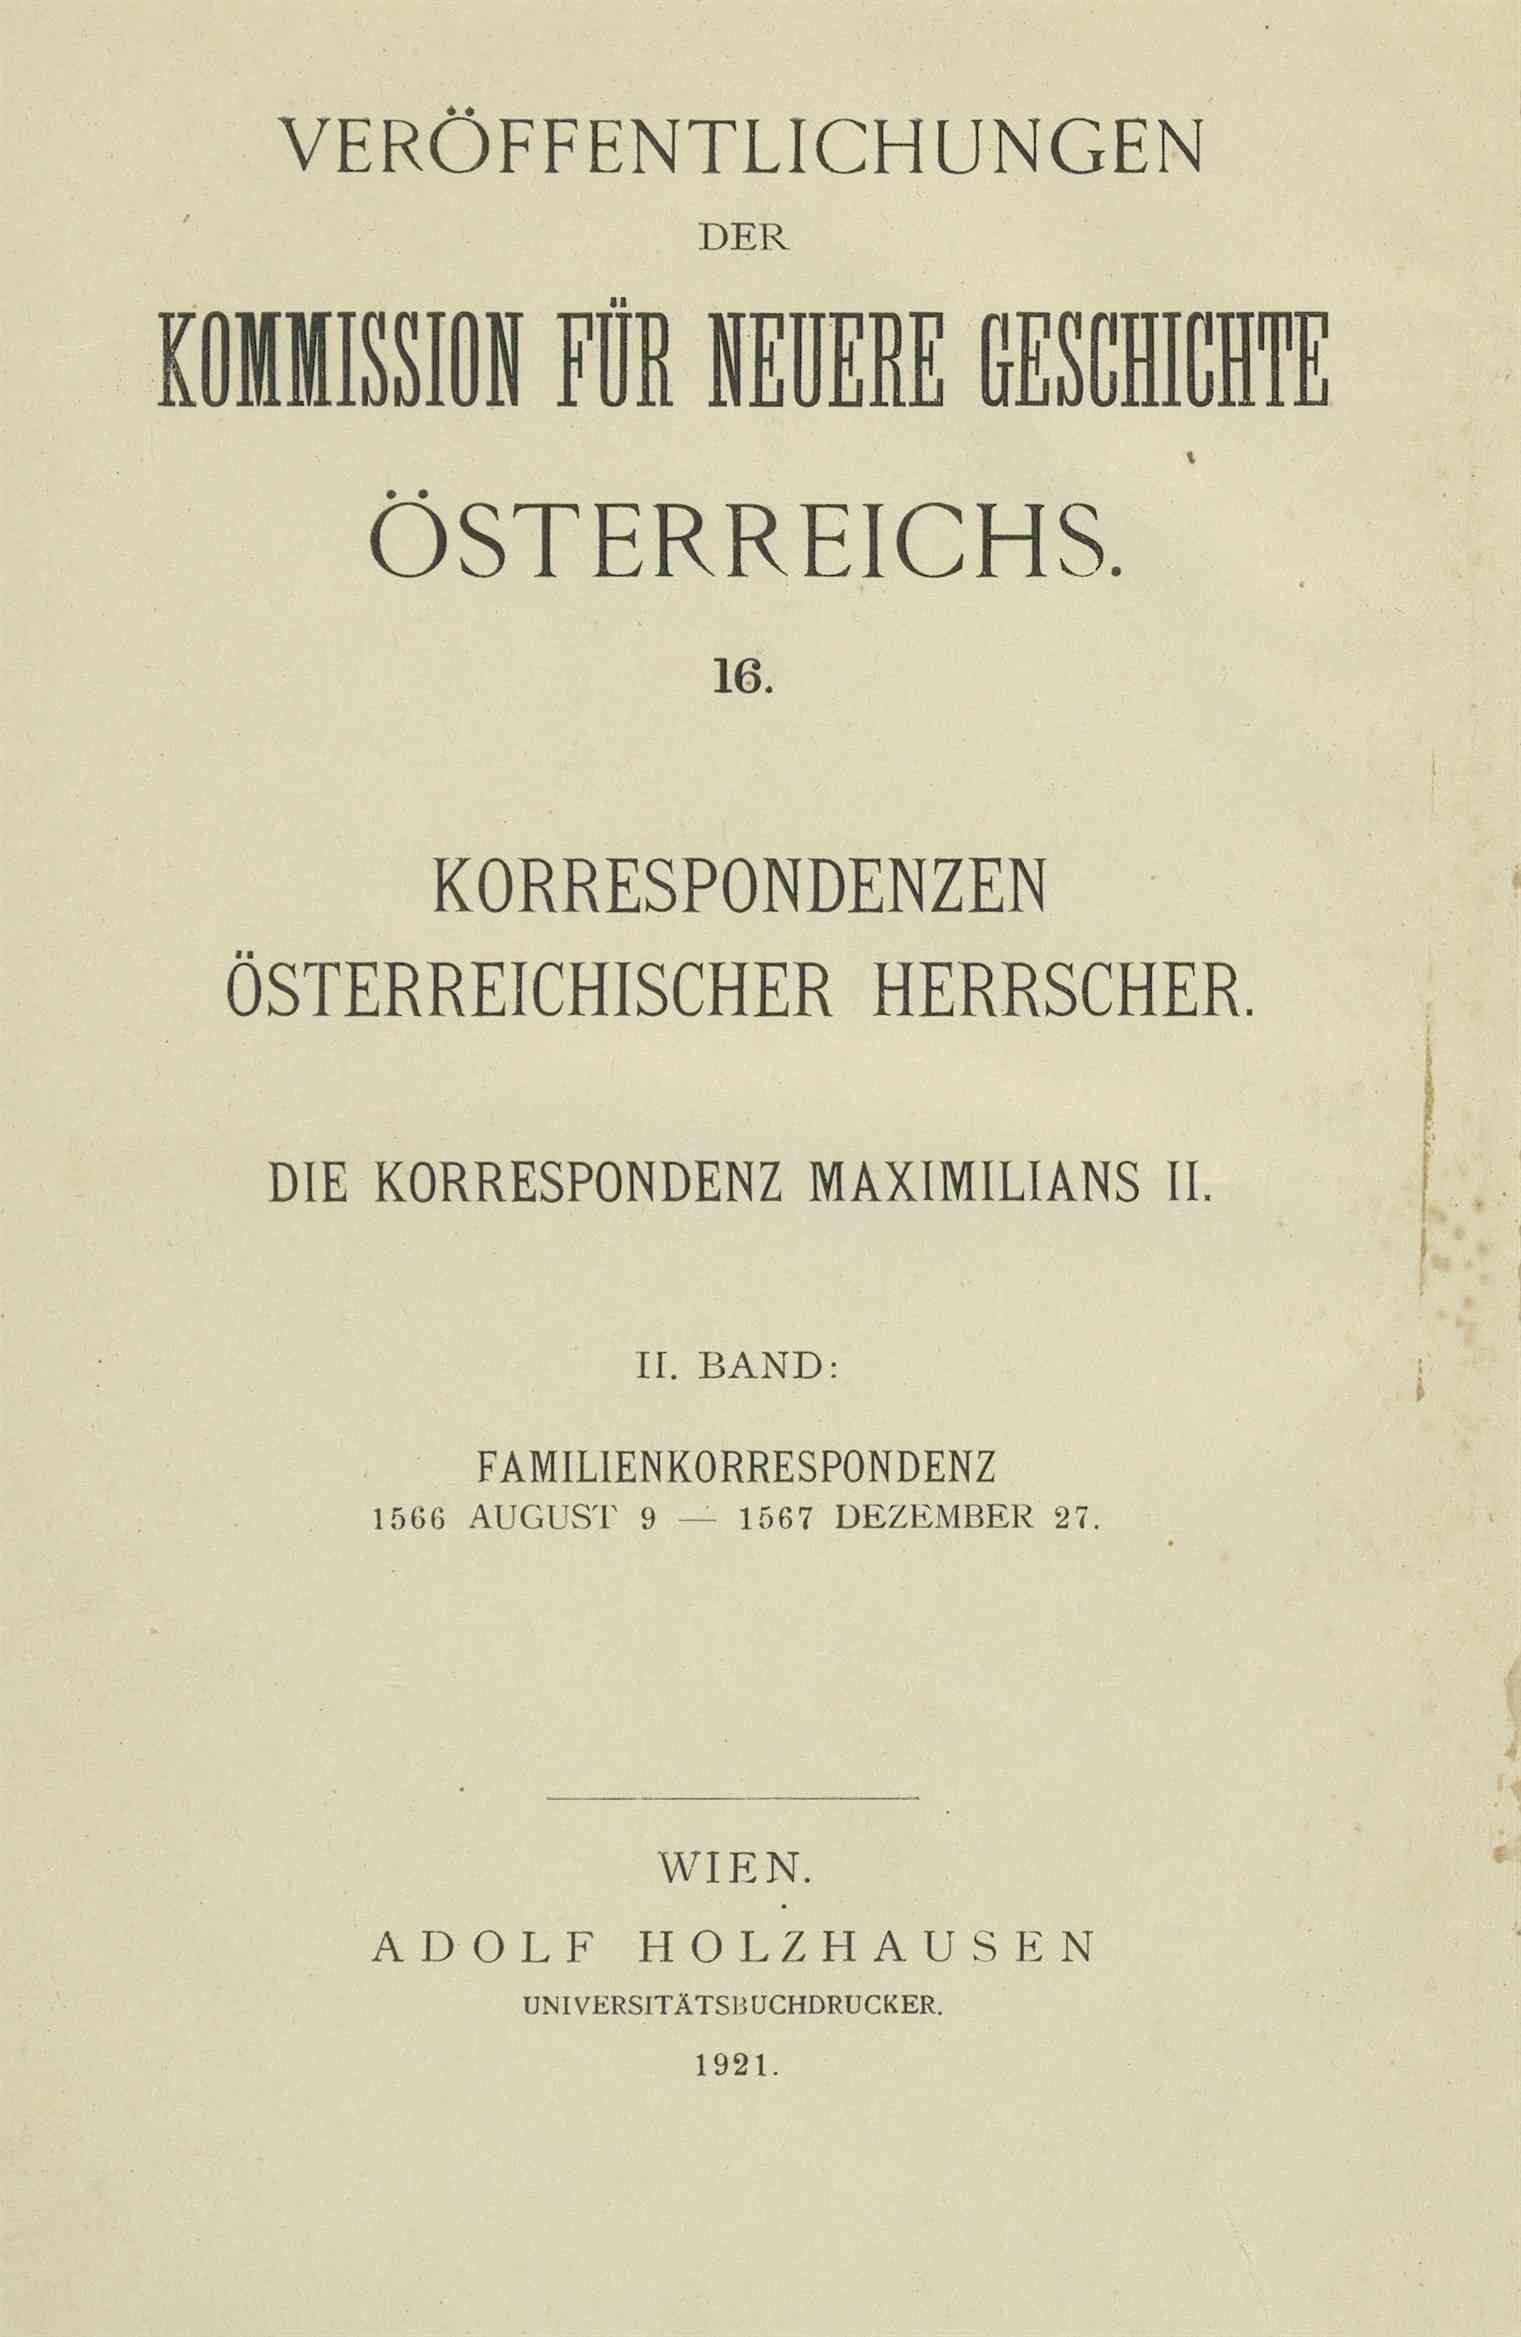 VERÖFFENTLICHUNGEN
DER
KOMMISSION FÜR NEUERE GESCHICHTE
ÖSTERREICHS.
16.
KORRESPONDENZEN
ÖSTERREICHISCHER HERRSCHER.
DIE KORRESPONDENZ MAXIMILIANS II.
II. BAND:
FAMILIENKORRESPONDENZ
1566 AUGUST 9 — 1567 DEZEMBER 27.
WIEN.
ADOLF HOLZHAUSEN
UNIVERSITÄTSBUCHDRUCKER.
1921.